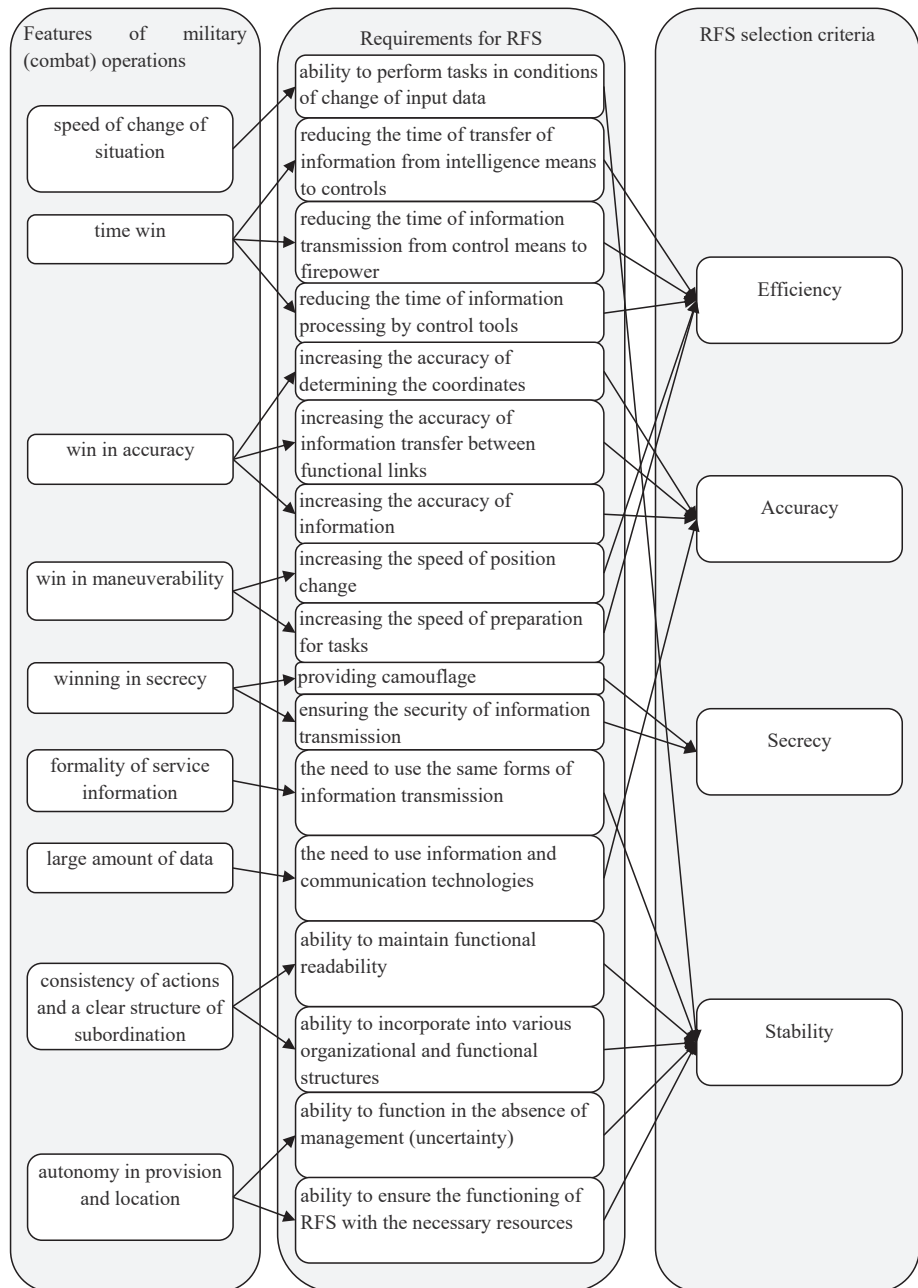 Features of military
(combat) operations
speed of change of
situation
time win
win in accuracy
win in maneuverability
winning in secrecy
formality of service
information
large amount of data
consistency of actions
and a clear structure of
subordination
autonomy in provision
and location
Requirements for RFS
ability to perform tasks in conditions
of change of input data
reducing the time of transfer of
information from intelligence means
to controls
reducing the time of information
transmission from control means to
firepower
reducing the time of information
processing by control tools
increasing the accuracy of
determining the coordinates
increasing the accuracy of
information transfer between
functional links
increasing the accuracy of
information
increasing the speed of position
change
increasing the speed of preparation
for tasks
providing camouflage
ensuring the security of information
transmission
the need to use the same forms of
information transmission
the need to use information and
communication technologies
ability to maintain functional
readability
ability to incorporate into various
organizational and functional
structures
ability to function in the absence of
management (uncertainty)
ability to ensure the functioning of
RFS with the necessary resources
RFS selection criteria
Efficiency
Accuracy
Secrecy
Stability